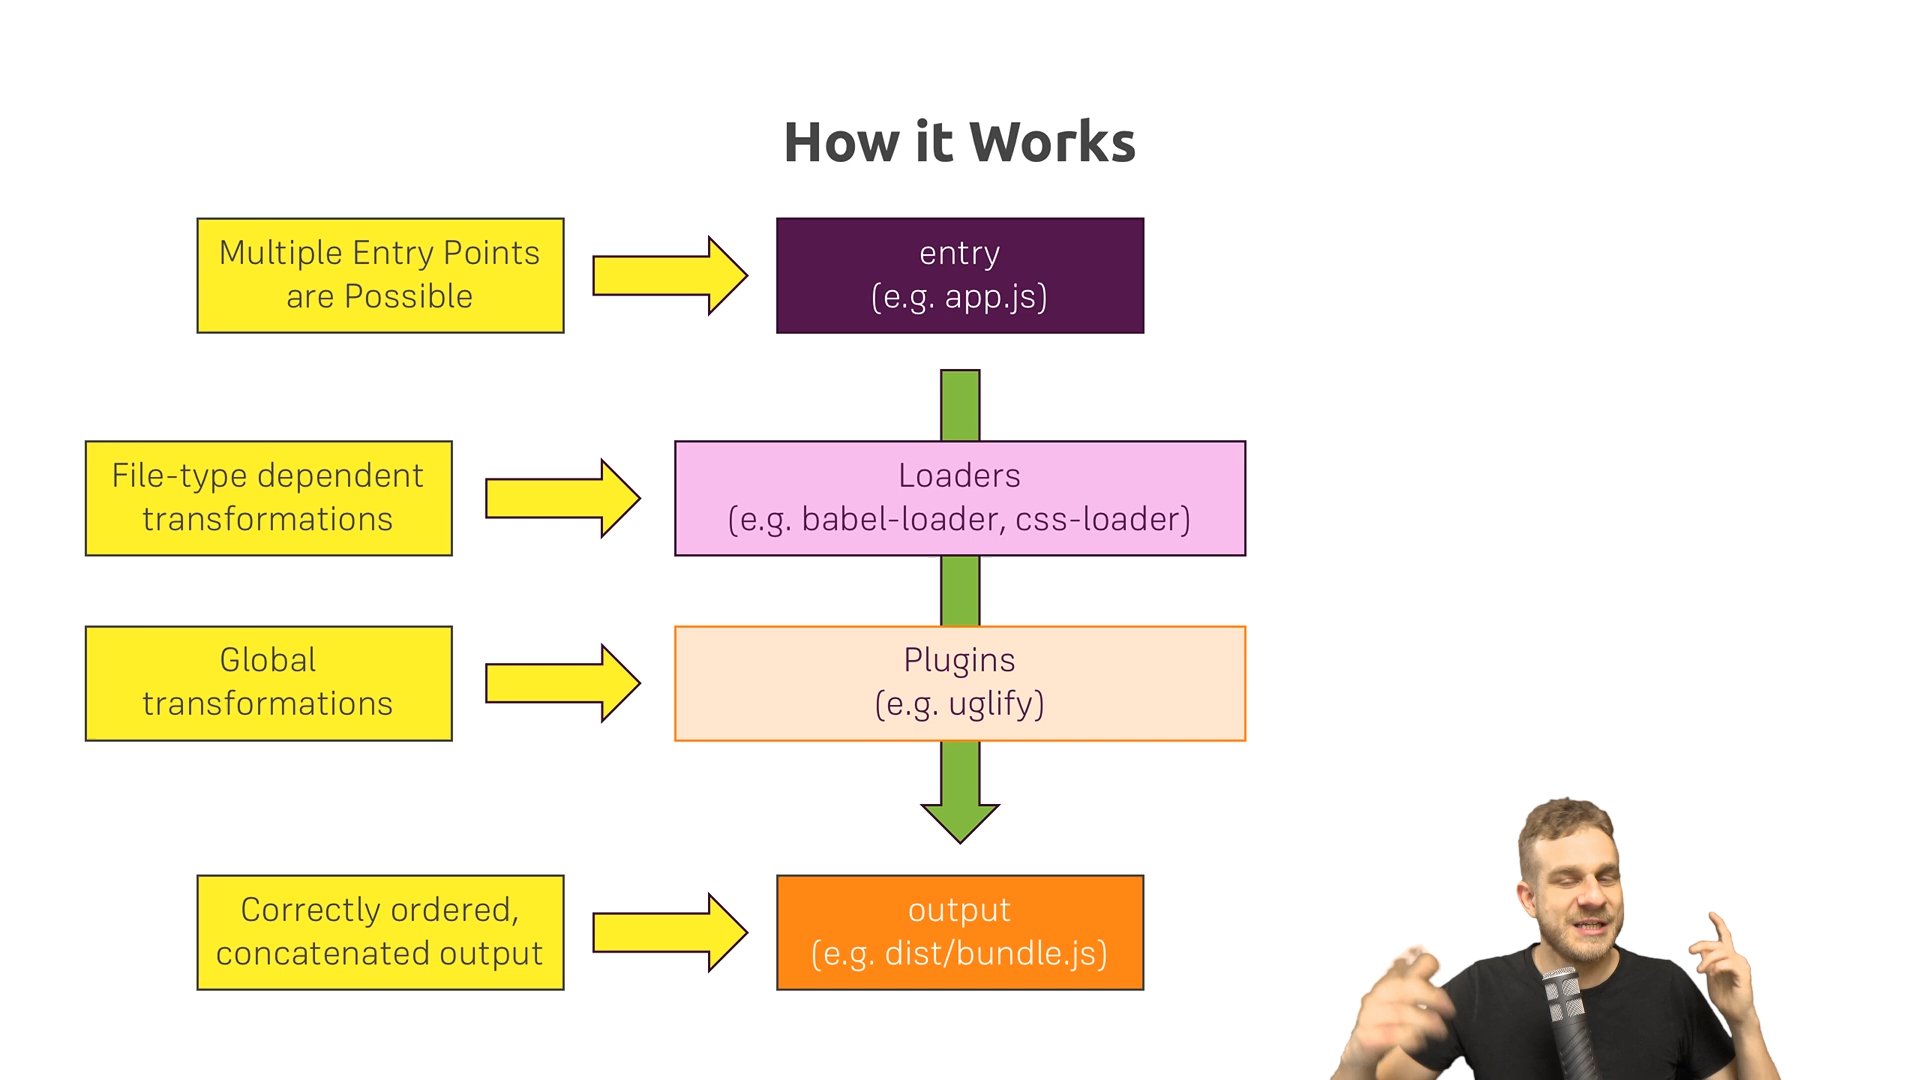 How it Works
Multiple Entry Points
are Possible
entry
(e.g. app.js)
File-type dependent
transformations
Loaders
(e.g. babel-loader, css-loader)
Global
transformations
Plugins
(e.g. uglify)
Correctly ordered,
concatenated output
output
(e.g. dist/bundle.js)